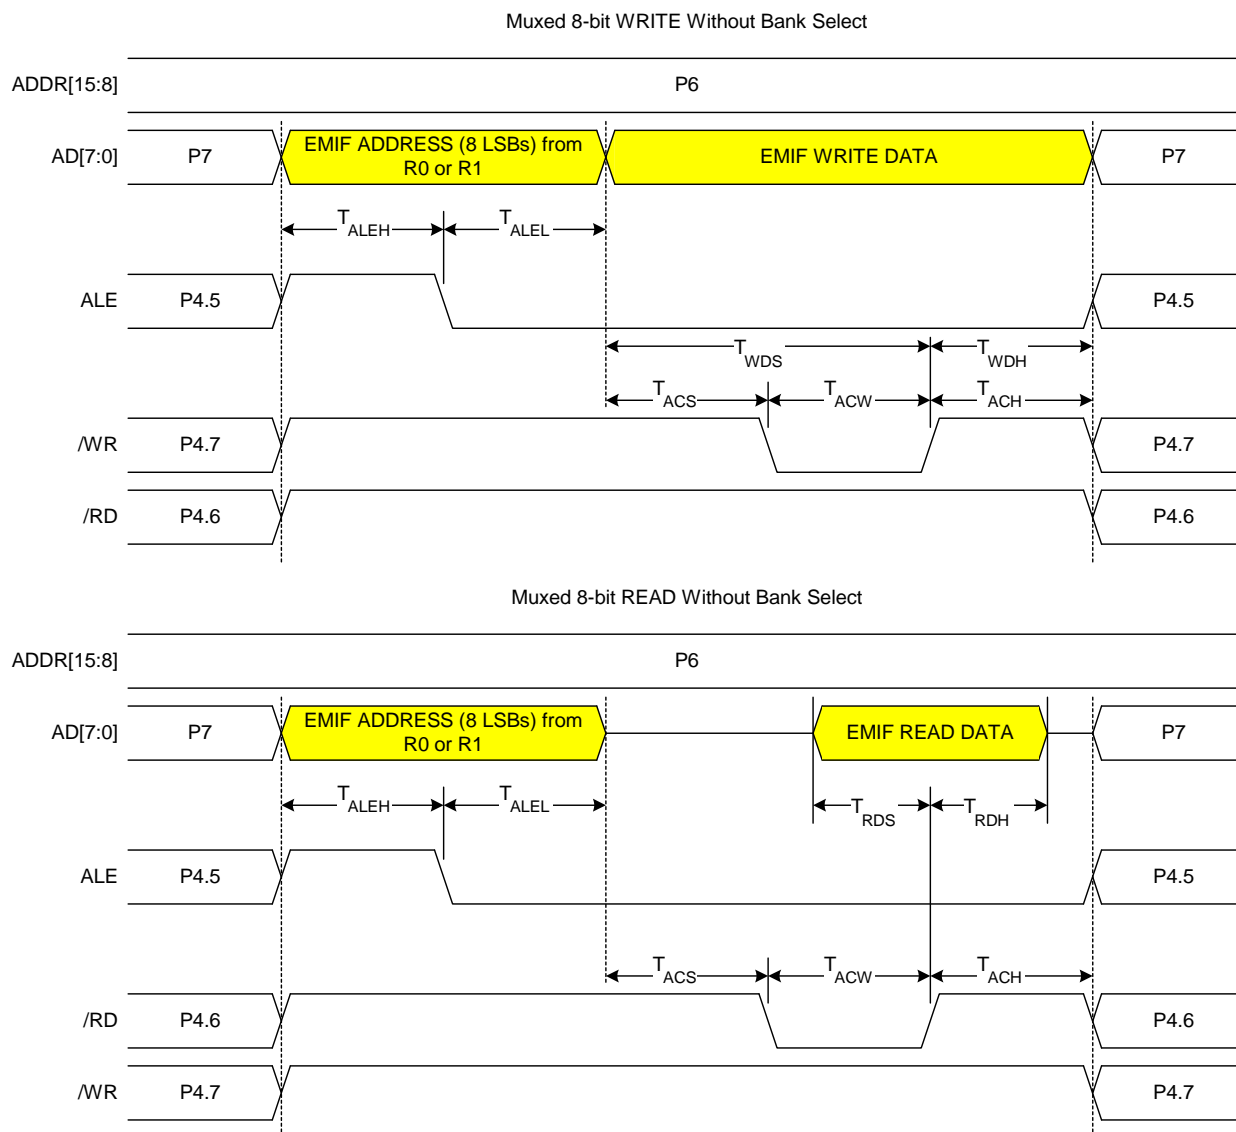 Muxed 8-bit WRITE Without Bank Select
ADDR[15:8] P6
AD[7:0] P7 EMIF ADDRESS (8 LSBs) from R0 or R1 EMIF WRITE DATA P7
TALEH TALEL
ALE P4.5 P4.5
TWDS TWDH
TACS TACW TACH
/WR P4.7 P4.7
/RD P4.6 P4.6
Muxed 8-bit READ Without Bank Select
ADDR[15:8] P6
AD[7:0] P7 EMIF ADDRESS (8 LSBs) from R0 or R1 EMIF READ DATA P7
TALEH TALEL TRDS TRDH
ALE P4.5 P4.5
TACS TACW TACH
/RD P4.6 P4.6
/WR P4.7 P4.7